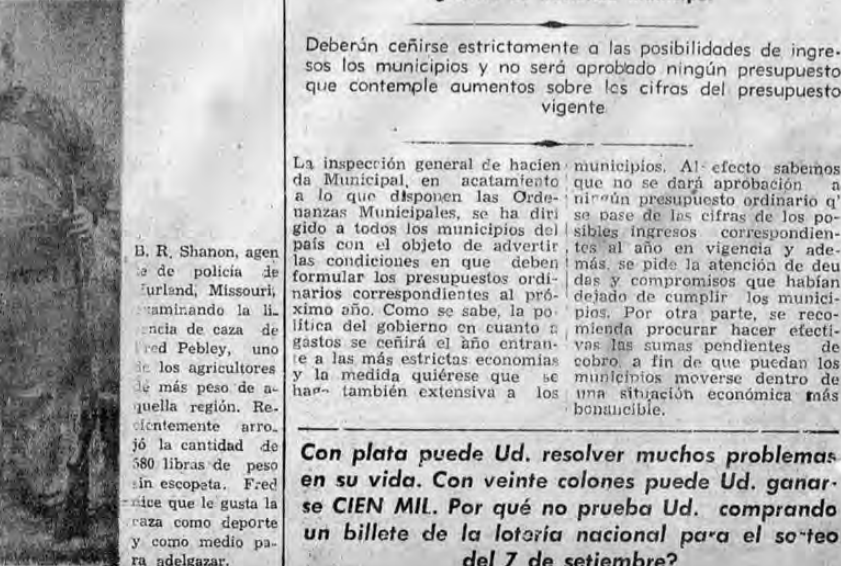 B. R. Shanon, agen
de policía de
Missouri,
la li
de caza de
Pebley, uno
los agricultores
más peso de a-
quella región. Re-
cientemente arro-
jó la cantidad de
580 libras de peso
sin escopeta. Fred
que le gusta la
caza como deporte
y como medio pa-
ra adelgazar.
Deberán ceñirse estrictamente a las posibilidades de ingre-
sos los municipios y no será aprobado ningún presupuesto
que contemple aumentos sobre las cifras del presupuesto
vigente
La inspección general de hacien
da Municipal, en acatamiento
a lo que disponen las Orde-
nanzas Municipales, se ha diri
gido a todos los municipios del
país con el objeto de advertir
las condiciones en que deben
formular los presupuestos ordi-
narios correspondientes al pró-
ximo año. Como se sabe, la po
lítica del gobierno en cuanto a
gastos se ceñirá el año entran-
te a las más estrictas economías
y la medida quiérese que se
haga también extensiva a los
municipios. Al efecto sabemos
que no se dará aprobación a
ningún presupuesto ordinario q'
se pase de las cifras de los po-
sibles ingresos correspondien-
tes al año en vigencia y ade-
más, se pide la atención de deu
das y compromisos que habían
dejado de cumplir los munici-
pios. Por otra parte, se reco-
mienda procurar hacer efecti-
vas las sumas pendientes de
cobro, a fin de que puedan los
municipios moverse dentro de
una situación económica más
bonancible.
Con plata puede Ud. resolver muchos problemas
en su vida. Con veinte colones puede Ud. ganar-
se CIEN MIL. Por qué no prueba Ud. comprando
un billete de la lotería nacional para el sorteo
del 7 de setiembre?